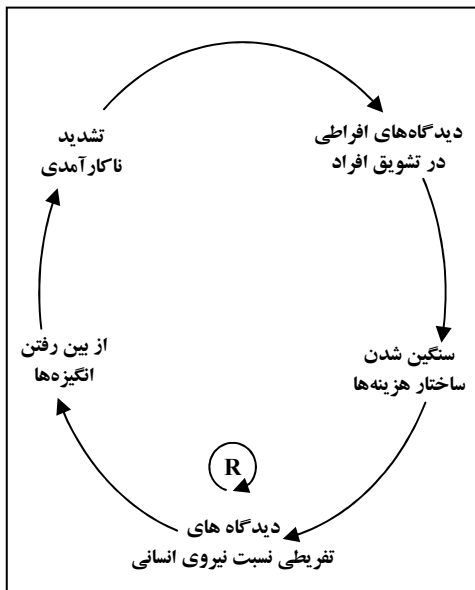 تشدید
ناکارآمدی
دیدگاه‌های افراطی
در تشویق افراد
سنگین شدن
ساختار هزینه‌ها
از بین رفتن
انگیزه‌ها
R
دیدگاه های
تفریطی نسبت نیروی انسانی